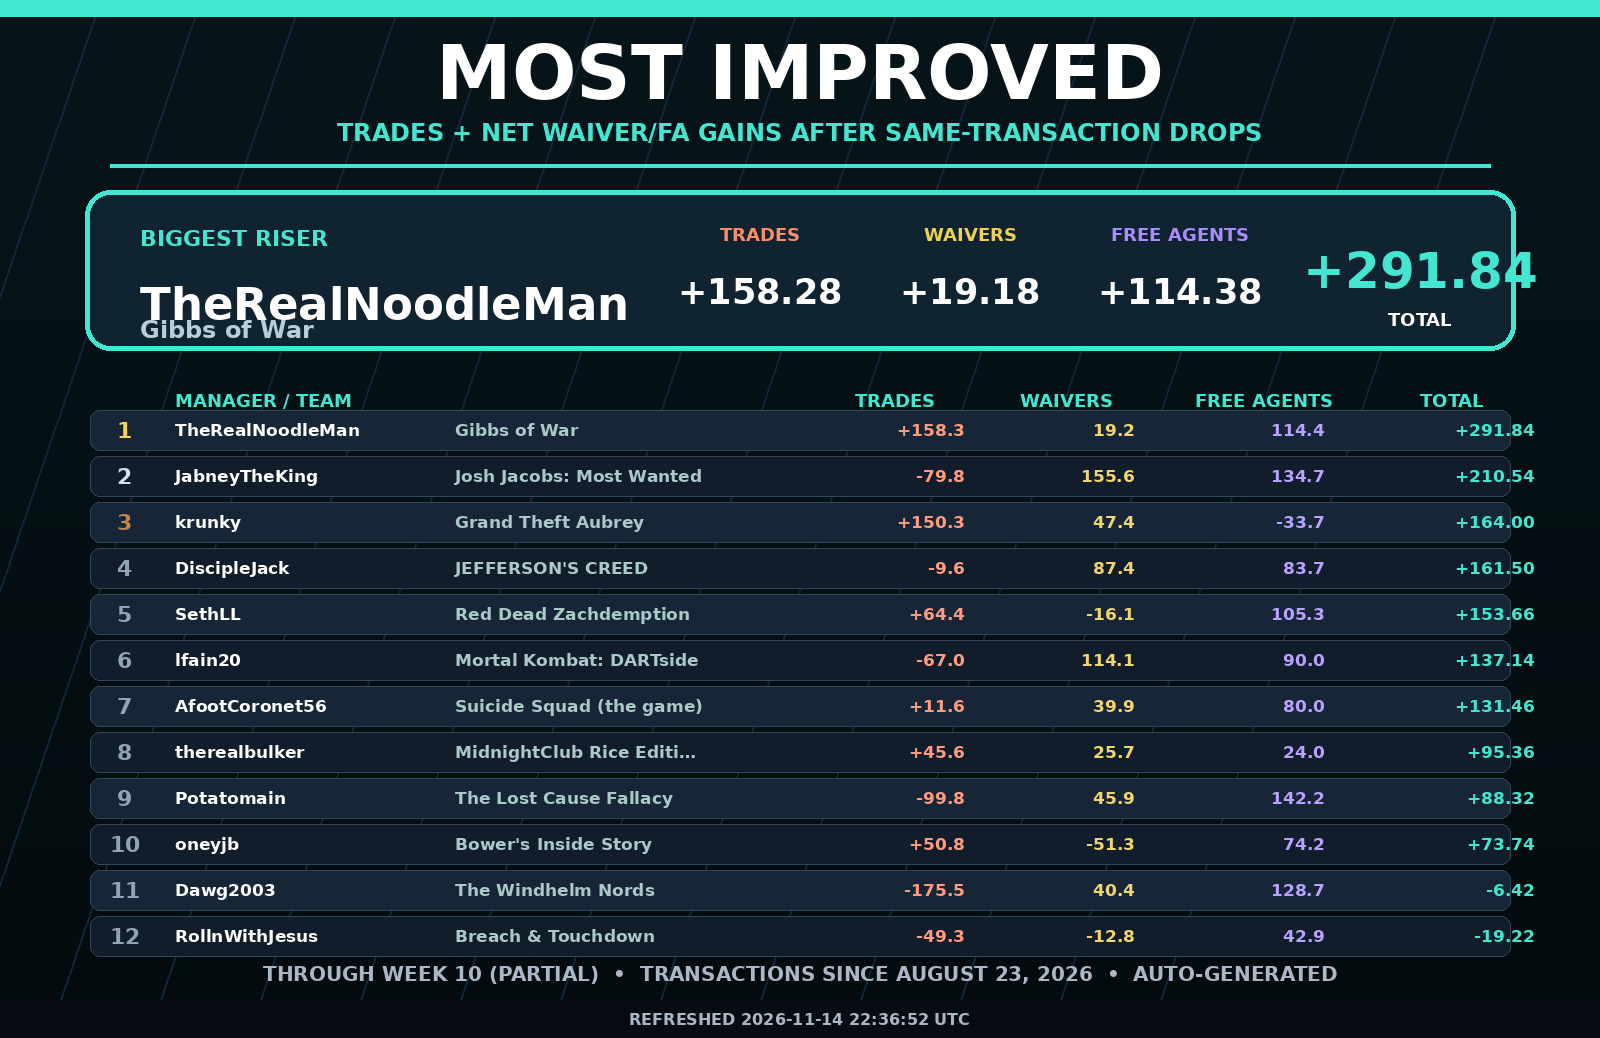 MOST IMPROVED
TRADES + NET WAIVER/FA GAINS AFTER SAME-TRANSACTION DROPS
BIGGEST RISER
TheRealNoodleMan
Gibbs of War
TRADES
+158.28
WAIVERS
+19.18
FREE AGENTS
+114.38
+291.84
TOTAL
MANAGER / TEAM TRADES WAIVERS FREE AGENTS TOTAL
1 TheRealNoodleMan Gibbs of War +158.3 19.2 114.4 +291.84
2 JabneyTheKing Josh Jacobs: Most Wanted -79.8 155.6 134.7 +210.54
3 krunky Grand Theft Aubrey +150.3 47.4 -33.7 +164.00
4 DiscipleJack JEFFERSON'S CREED -9.6 87.4 83.7 +161.50
5 SethLL Red Dead Zachdemption +64.4 -16.1 105.3 +153.66
6 lfain20 Mortal Kombat: DARTside -67.0 114.1 90.0 +137.14
7 AfootCoronet56 Suicide Squad (the game) +11.6 39.9 80.0 +131.46
8 therealbulker MidnightClub Rice Editi… +45.6 25.7 24.0 +95.36
9 Potatomain The Lost Cause Fallacy -99.8 45.9 142.2 +88.32
10 oneyjb Bower's Inside Story +50.8 -51.3 74.2 +73.74
11 Dawg2003 The Windhelm Nords -175.5 40.4 128.7 -6.42
12 RollnWithJesus Breach & Touchdown -49.3 -12.8 42.9 -19.22
THROUGH WEEK 10 (PARTIAL) • TRANSACTIONS SINCE AUGUST 23, 2026 • AUTO-GENERATED
REFRESHED 2026-11-14 22:36:52 UTC